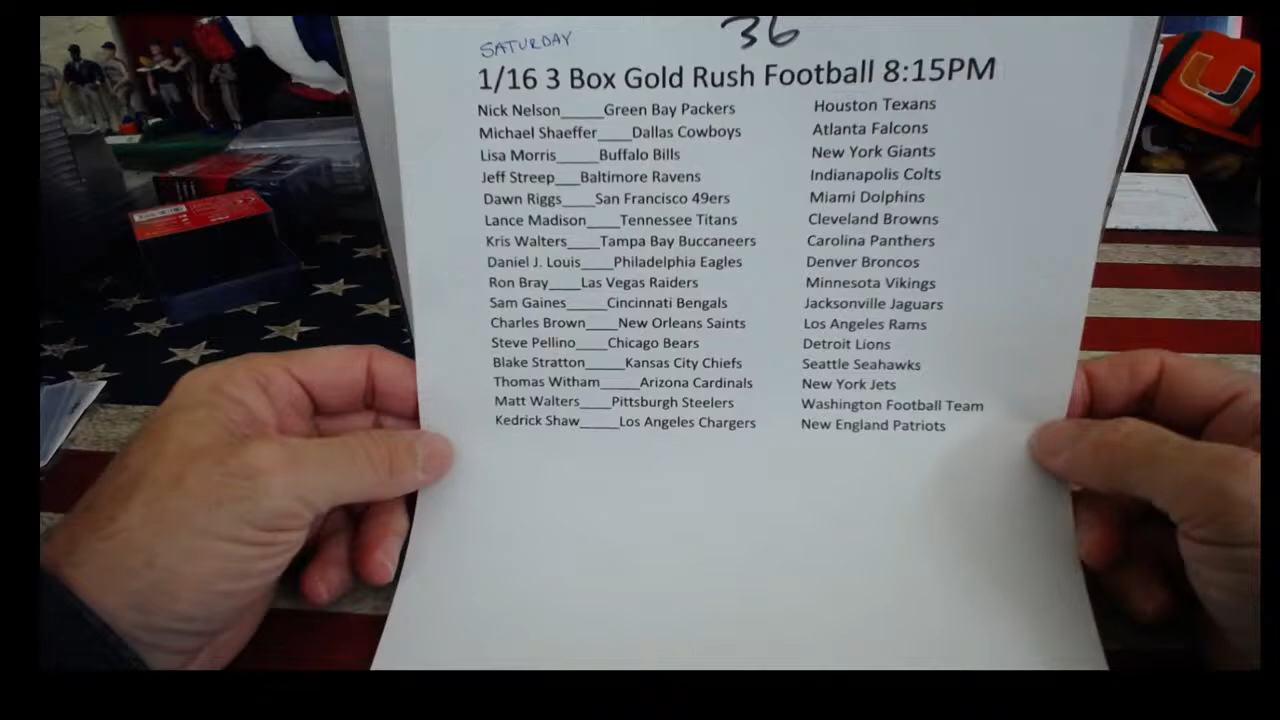 36
SATURDAY
1/16 3 Box Gold Rush Football 8:15PM
Nick Nelson_____Green Bay Packers Houston Texans
Michael Shaeffer____Dallas Cowboys Atlanta Falcons
Lisa Morris_____Buffalo Bills New York Giants
Jeff Streep___Baltimore Ravens Indianapolis Colts
Dawn Riggs____San Francisco 49ers Miami Dolphins
Lance Madison____Tennessee Titans Cleveland Browns
Kris Walters____Tampa Bay Buccaneers Carolina Panthers
Daniel J. Louis____Philadelphia Eagles Denver Broncos
Ron Bray____Las Vegas Raiders Minnesota Vikings
Sam Gaines_____Cincinnati Bengals Jacksonville Jaguars
Charles Brown____New Orleans Saints Los Angeles Rams
Steve Pellino____Chicago Bears Detroit Lions
Blake Stratton_____Kansas City Chiefs Seattle Seahawks
Thomas Witham_____Arizona Cardinals New York Jets
Matt Walters____Pittsburgh Steelers Washington Football Team
Kedrick Shaw_____Los Angeles Chargers New England Patriots